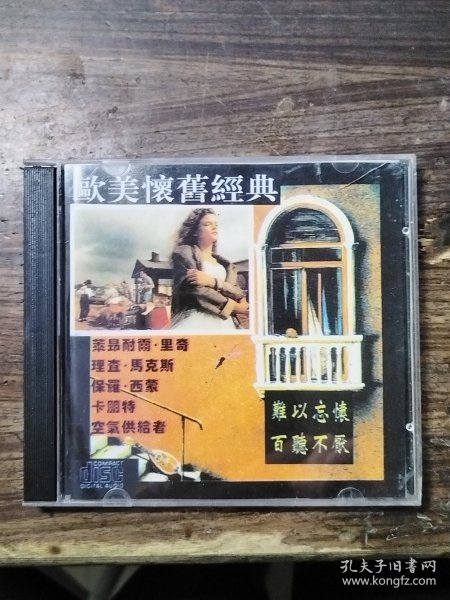 歐美懷舊經典
萊昂耐爾·里奇
理查·馬克斯
保羅·西蒙
卡朋特
空氣供給者
難以忘懷
百聽不厭
COMPACT
disc
DIGITAL AUDIO
孔夫子旧书网
www.kongfz.com